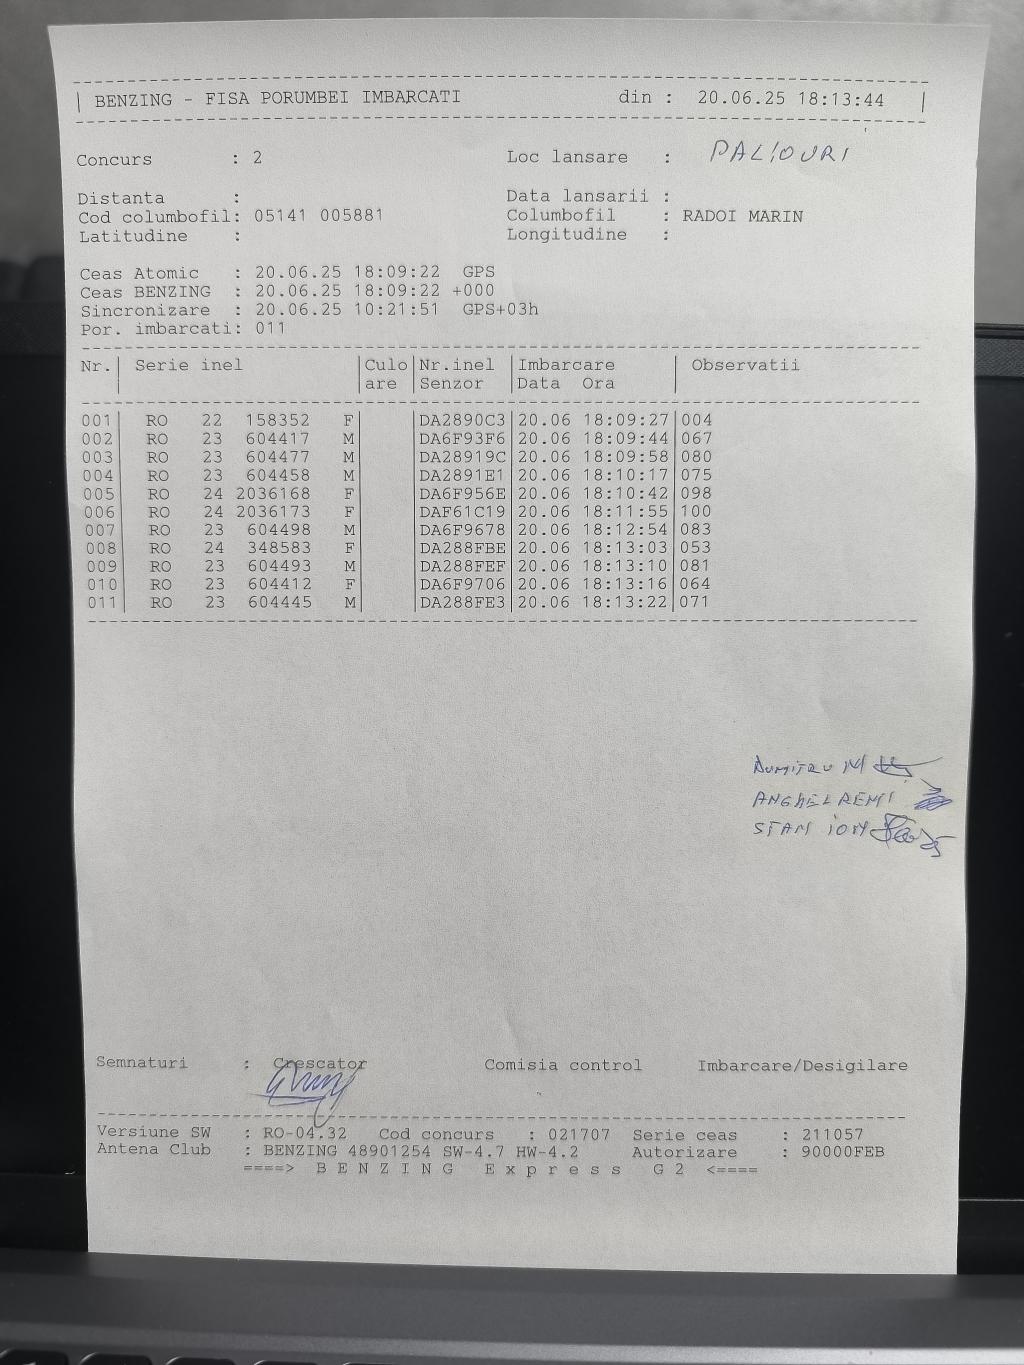 BENZING - FISA PORUMBEI IMBARCATI din : 20.06.25 18:13:44
Concurs : 2 Loc lansare : PALIOURI
Distanta : Data lansarii :
Cod columbofil: 05141 005881 Columbofil : RADOI MARIN
Latitudine : Longitudine :
Ceas Atomic : 20.06.25 18:09:22 GPS
Ceas BENZING : 20.06.25 18:09:22 +000
Sincronizare : 20.06.25 10:21:51 GPS+03h
Por. imbarcati: 011
Nr. Serie inel Culo Nr.inel Imbarcare Observatii
are Senzor Data Ora
001 RO 22 158352 F DA2890C3 20.06 18:09:27 004
002 RO 23 604417 M DA6F93F6 20.06 18:09:44 067
003 RO 23 604477 M DA28919C 20.06 18:09:58 080
004 RO 23 604458 M DA2891E1 20.06 18:10:17 075
005 RO 24 2036168 F DA6F956E 20.06 18:10:42 098
006 RO 24 2036173 F DAF61C19 20.06 18:11:55 100
007 RO 23 604498 M DA6F9678 20.06 18:12:54 083
008 RO 24 348583 F DA288FBE 20.06 18:13:03 053
009 RO 23 604493 M DA288FEF 20.06 18:13:10 081
010 RO 23 604412 F DA6F9706 20.06 18:13:16 064
011 RO 23 604445 M DA288FE3 20.06 18:13:22 071
DUMITRU M
ANGHEL REMI
STAN ION
Semnaturi : Crescator Comisia control Imbarcare/Desigilare
Versiune SW : RO-04.32 Cod concurs : 021707 Serie ceas : 211057
Antena Club : BENZING 48901254 SW-4.7 HW-4.2 Autorizare : 90000FEB
====> B E N Z I N G E x p r e s s G 2 <====